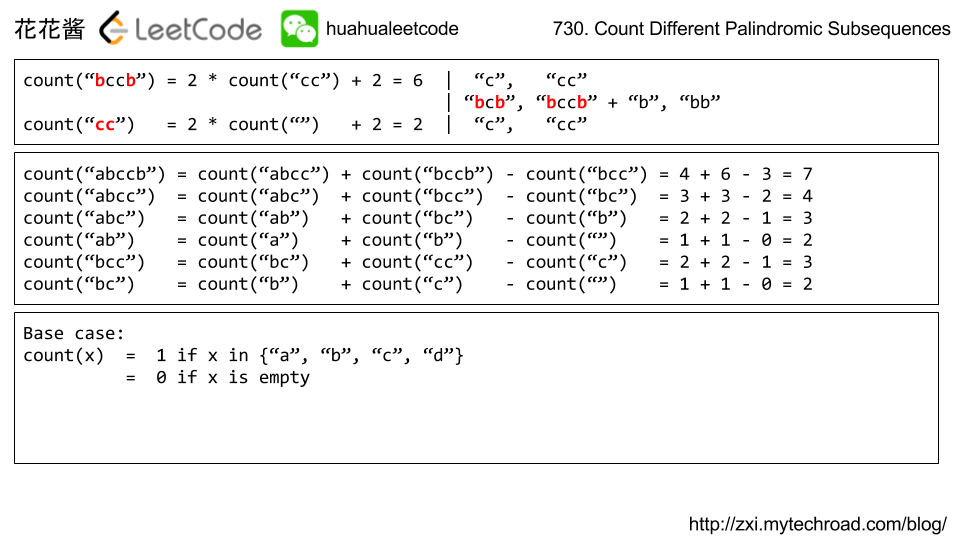 花花酱 LeetCode huahualeetcode 730. Count Different Palindromic Subsequences
count(“bccb”) = 2 * count(“cc”) + 2 = 6 | “c”, “cc”
| “bcb”, “bccb” + “b”, “bb”
count(“cc”) = 2 * count(“”) + 2 = 2 | “c”, “cc”
count(“abccb”) = count(“abcc”) + count(“bccb”) - count(“bcc”) = 4 + 6 - 3 = 7
count(“abcc”) = count(“abc”) + count(“bcc”) - count(“bc”) = 3 + 3 - 2 = 4
count(“abc”) = count(“ab”) + count(“bc”) - count(“b”) = 2 + 2 - 1 = 3
count(“ab”) = count(“a”) + count(“b”) - count(“”) = 1 + 1 - 0 = 2
count(“bcc”) = count(“bc”) + count(“cc”) - count(“c”) = 2 + 2 - 1 = 3
count(“bc”) = count(“b”) + count(“c”) - count(“”) = 1 + 1 - 0 = 2
Base case:
count(x) = 1 if x in {“a”, “b”, “c”, “d”}
= 0 if x is empty
http://zxi.mytechroad.com/blog/